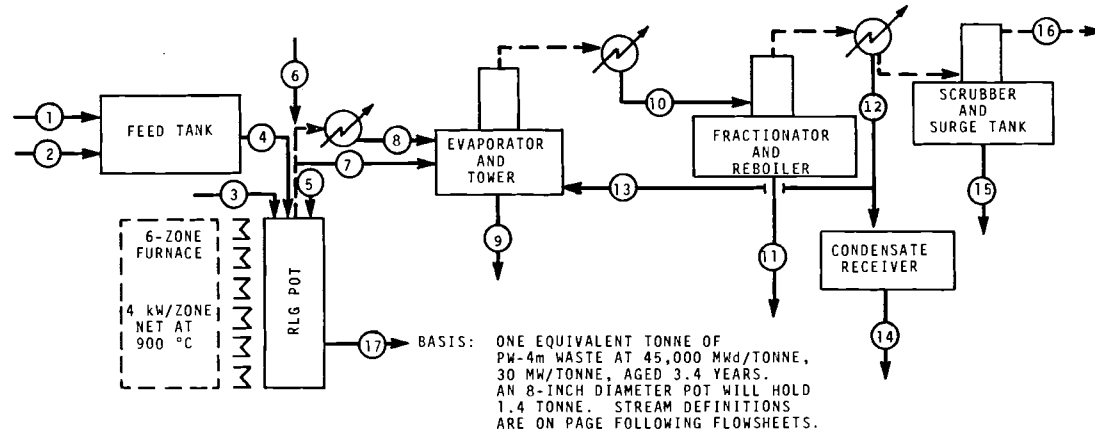 16
6
10
12
SCRUBBER
AND
SURGE TANK
1
FEED TANK
4
8
EVAPORATOR
AND
TOWER
FRACTIONATOR
AND
REBOILER
2
7
3
5
13
15
6-ZONE
FURNACE
4 kW/ZONE
NET AT
900 °C
RLG POT
9
11
CONDENSATE
RECEIVER
14
17
BASIS: ONE EQUIVALENT TONNE OF
PW-4m WASTE AT 45,000 MWd/TONNE,
30 MW/TONNE, AGED 3.4 YEARS.
AN 8-INCH DIAMETER POT WILL HOLD
1.4 TONNE. STREAM DEFINITIONS
ARE ON PAGE FOLLOWING FLOWSHEETS.